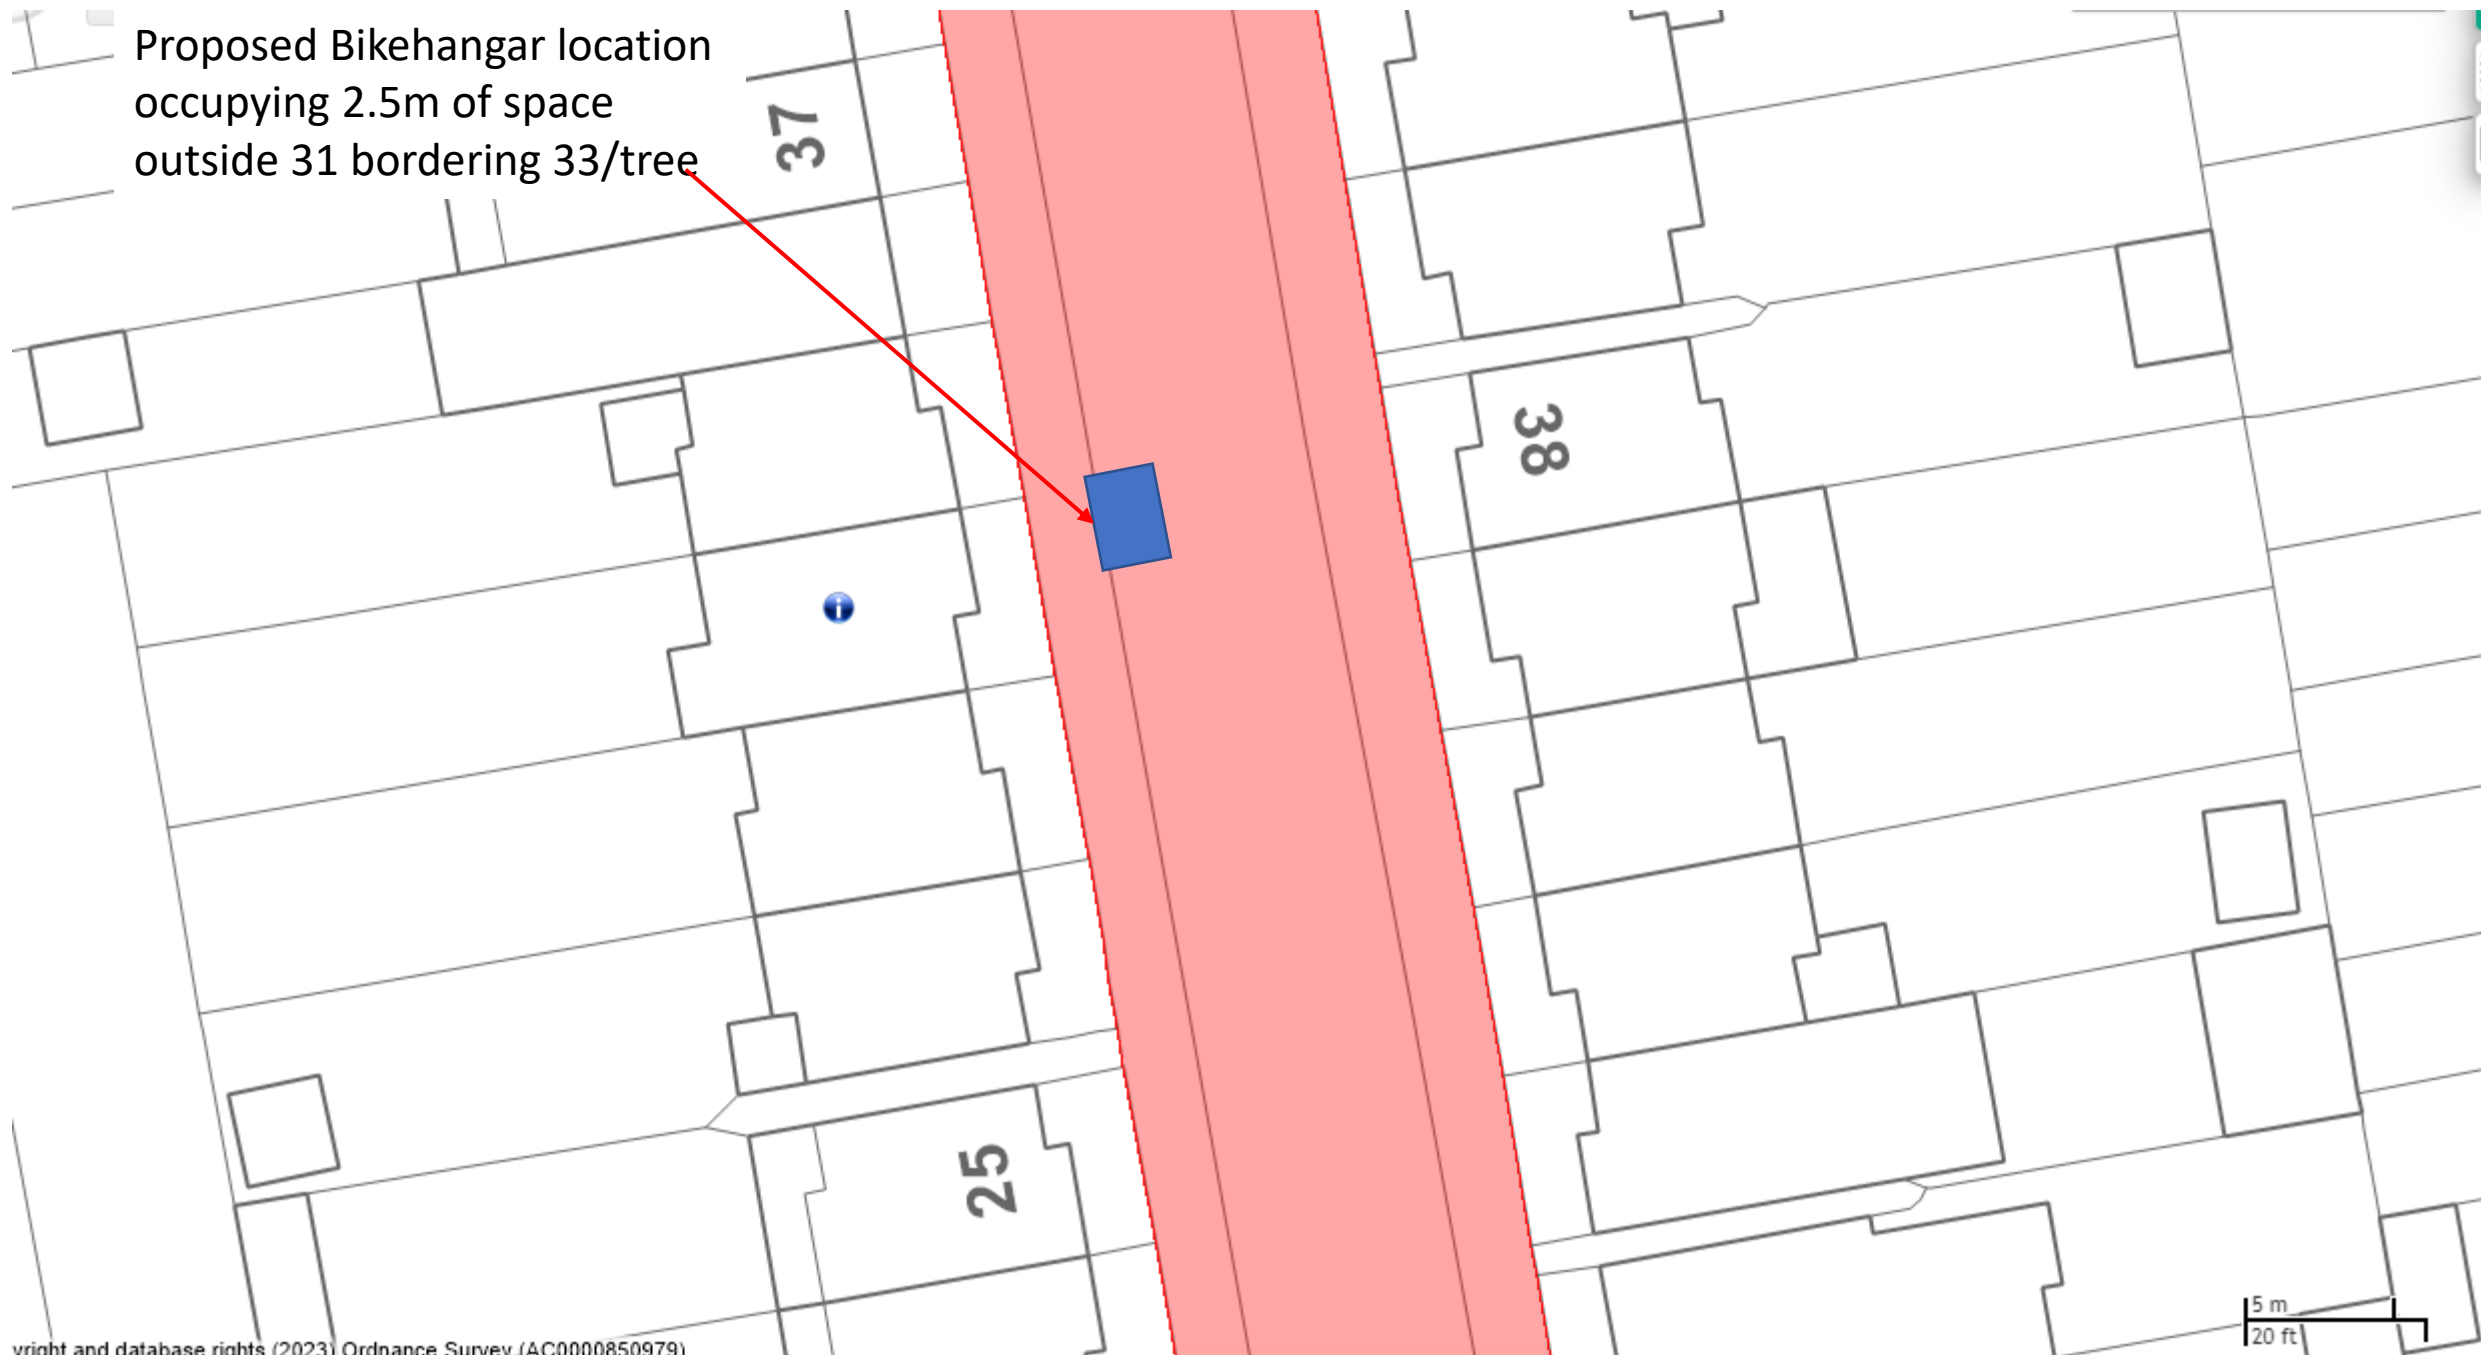 Proposed Bikehangar location
occupying 2.5m of space
outside 31 bordering 33/tree
37
38
25
5 m
20 ft
yright and database rights (2023) Ordnance Survey (AC0000850979)